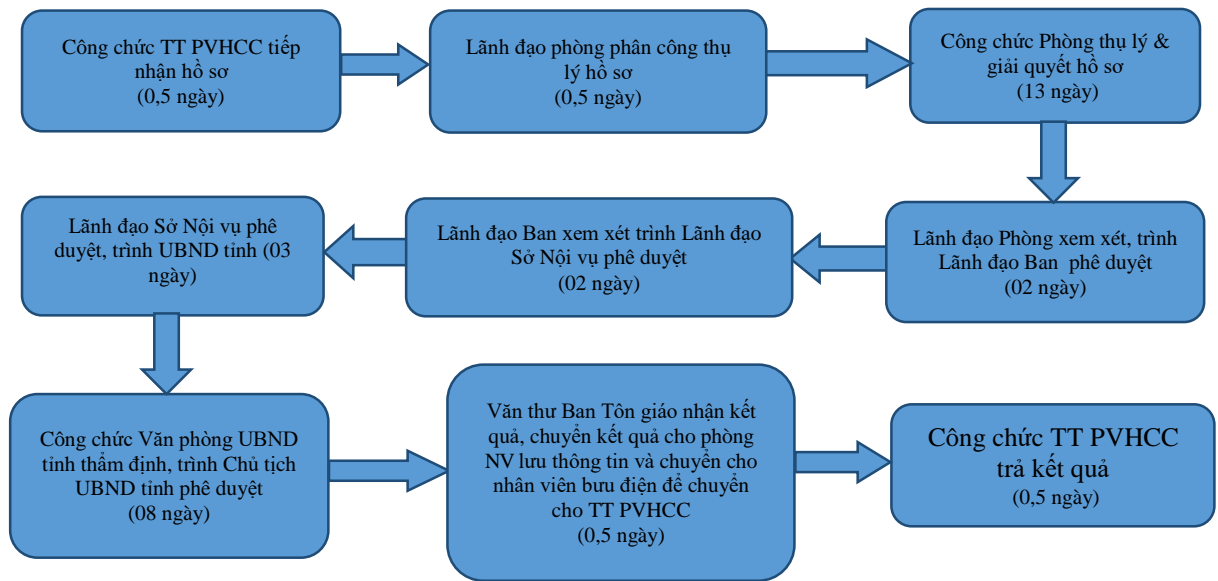 Công chức TT PVHCC tiếp
nhận hồ sơ
(0,5 ngày)
Lãnh đạo phòng phân công thụ
lý hồ sơ
(0,5 ngày)
Công chức Phòng thụ lý &
giải quyết hồ sơ
(13 ngày)
Lãnh đạo Phòng xem xét, trình
Lãnh đạo Ban phê duyệt
(02 ngày)
Lãnh đạo Ban xem xét trình Lãnh đạo
Sở Nội vụ phê duyệt
(02 ngày)
Lãnh đạo Sở Nội vụ phê
duyệt, trình UBND tỉnh (03
ngày)
Công chức Văn phòng UBND
tỉnh thẩm định, trình Chủ tịch
UBND tỉnh phê duyệt
(08 ngày)
Văn thư Ban Tôn giáo nhận kết
quả, chuyển kết quả cho phòng
NV lưu thông tin và chuyển cho
nhân viên bưu điện để chuyển
cho TT PVHCC
(0,5 ngày)
Công chức TT PVHCC
trả kết quả
(0,5 ngày)